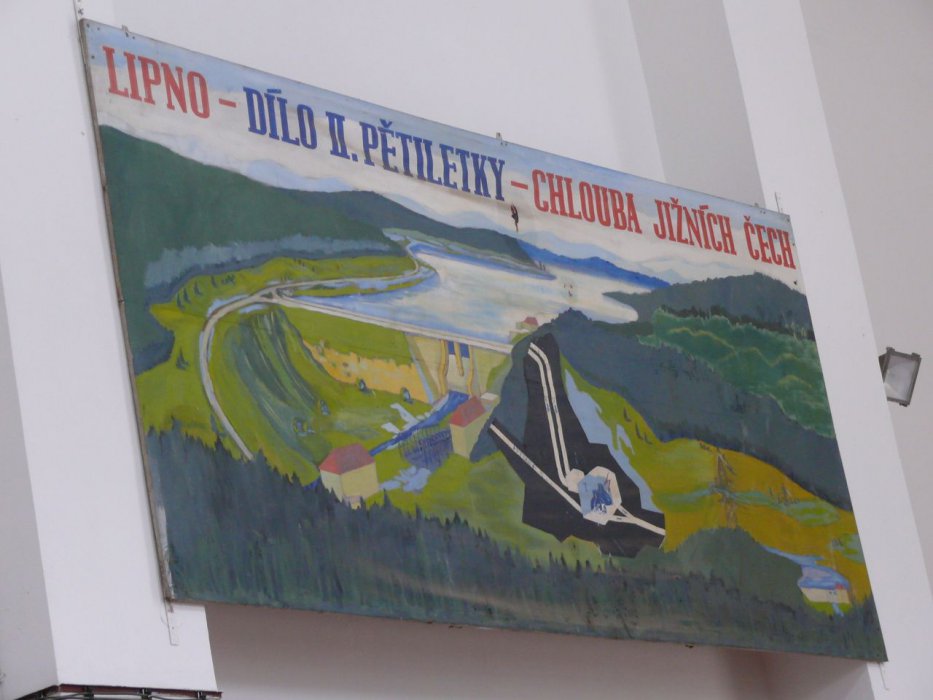 LIPNO - DÍLO II. PĚTILETKY - CHLOUBA JIŽNÍCH ČECH